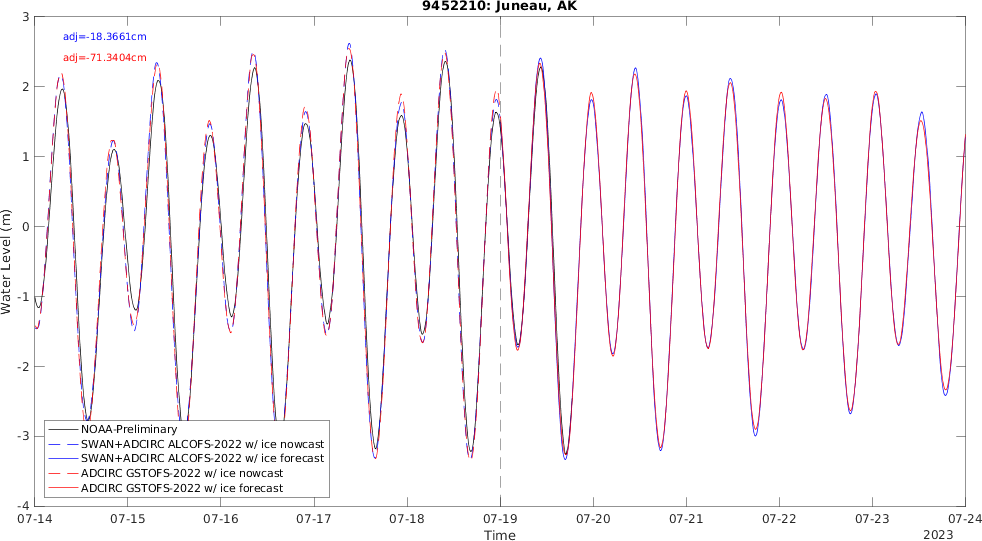 9452210: Juneau, AK
adj=-18.3661cm
adj=-71.3404cm
3
2
1
0
-1
-2
-3
-4
Water Level (m)
NOAA-Preliminary
SWAN+ADCIRC ALCOFS-2022 w/ ice nowcast
SWAN+ADCIRC ALCOFS-2022 w/ ice forecast
ADCIRC GSTOFS-2022 w/ ice nowcast
ADCIRC GSTOFS-2022 w/ ice forecast
07-14 07-15 07-16 07-17 07-18 07-19 07-20 07-21 07-22 07-23 07-24
Time
2023